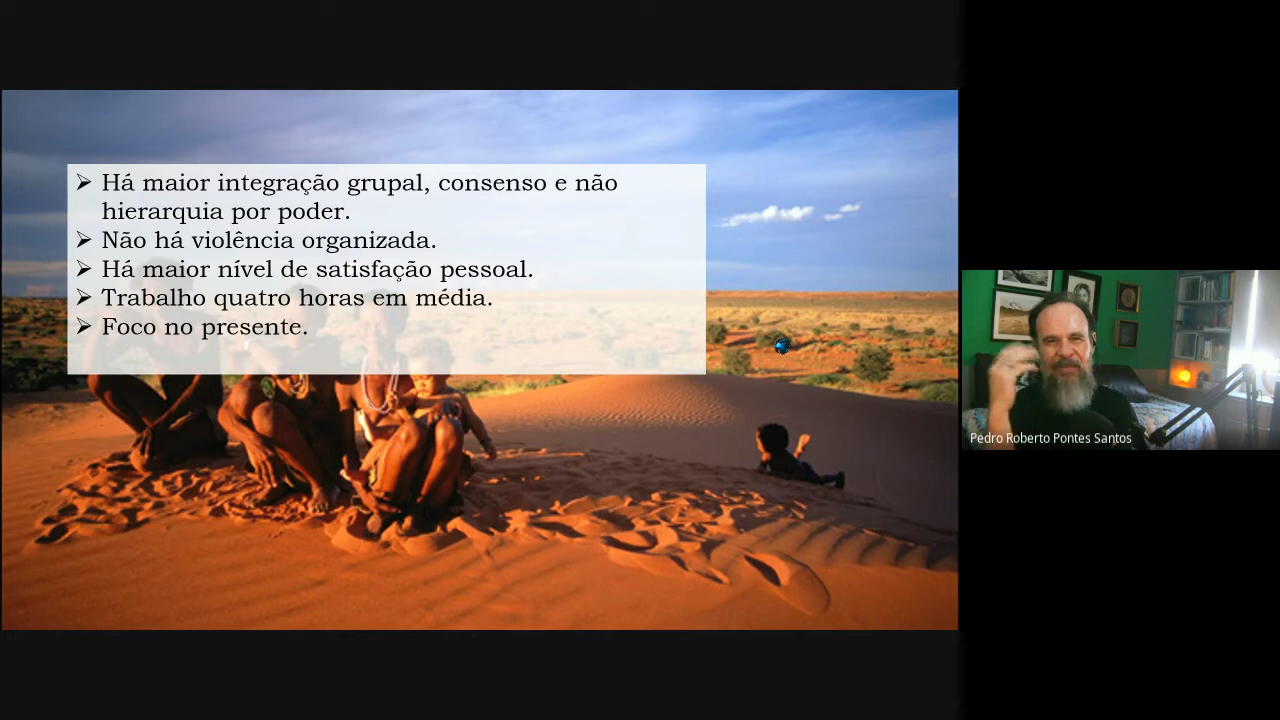 ➢ Há maior integração grupal, consenso e não
hierarquia por poder.
➢ Não há violência organizada.
➢ Há maior nível de satisfação pessoal.
➢ Trabalho quatro horas em média.
➢ Foco no presente.
Pedro Roberto Pontes Santos